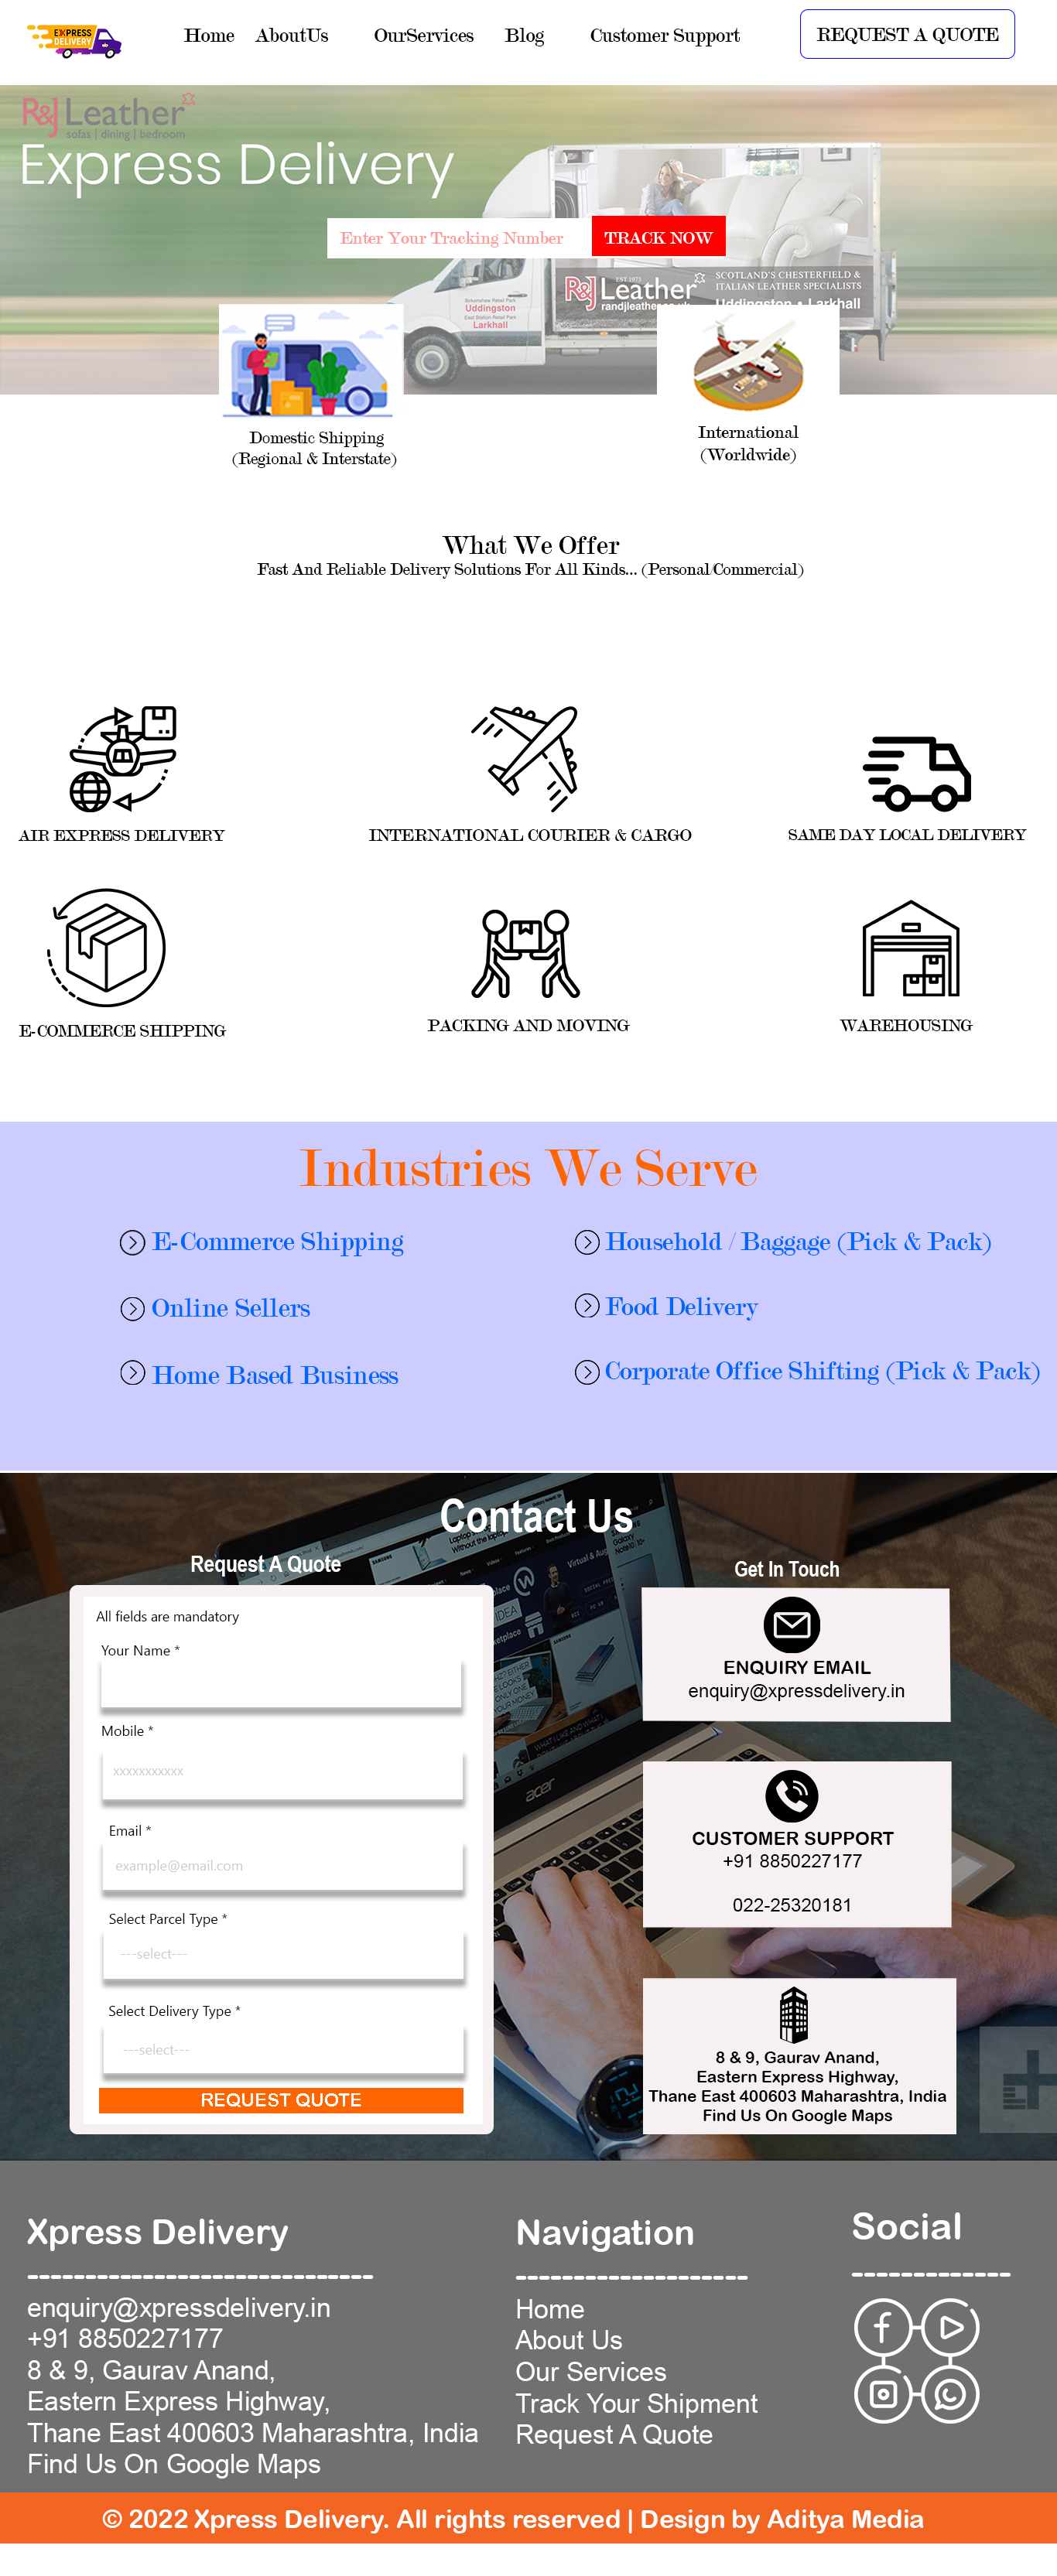 EXPRESS
DELIVERY
Home AboutUs OurServices Blog Customer Support
REQUEST A QUOTE
R&J Leather
sofas | dining | bedroom
Express Delivery
Enter Your Tracking Number
TRACK NOW
EST.1973
R&J Leather
SCOTLAND'S CHESTERFIELD &
ITALIAN LEATHER SPECIALISTS
Uddingston • Larkhall
Uddingston
Larkhall
Domestic Shipping
(Regional & Interstate)
International
(Worldwide)
What We Offer
Fast And Reliable Delivery Solutions For All Kinds... (Personal/Commercial)
AIR EXPRESS DELIVERY
INTERNATIONAL COURIER & CARGO
SAME DAY LOCAL DELIVERY
E-COMMERCE SHIPPING
PACKING AND MOVING
WAREHOUSING
Industries We Serve
E-Commerce Shipping
Household / Baggage (Pick & Pack)
Online Sellers
Food Delivery
Home Based Business
Corporate Office Shifting (Pick & Pack)
Contact Us
Request A Quote
All fields are mandatory
Your Name *
Mobile *
xxxxxxxxxxx
Email *
example@email.com
Select Parcel Type *
---select---
Select Delivery Type *
---select---
REQUEST QUOTE
acer
Get In Touch
ENQUIRY EMAIL
enquiry@xpressdelivery.in
CUSTOMER SUPPORT
+91 8850227177
022-25320181
8 & 9, Gaurav Anand,
Eastern Express Highway,
Thane East 400603 Maharashtra, India
Find Us On Google Maps
Xpress Delivery
------------------------------
enquiry@xpressdelivery.in
+91 8850227177
8 & 9, Gaurav Anand,
Eastern Express Highway,
Thane East 400603 Maharashtra, India
Find Us On Google Maps
Navigation
--------------------
Home
About Us
Our Services
Track Your Shipment
Request A Quote
Social
-------------
© 2022 Xpress Delivery. All rights reserved | Design by Aditya Media